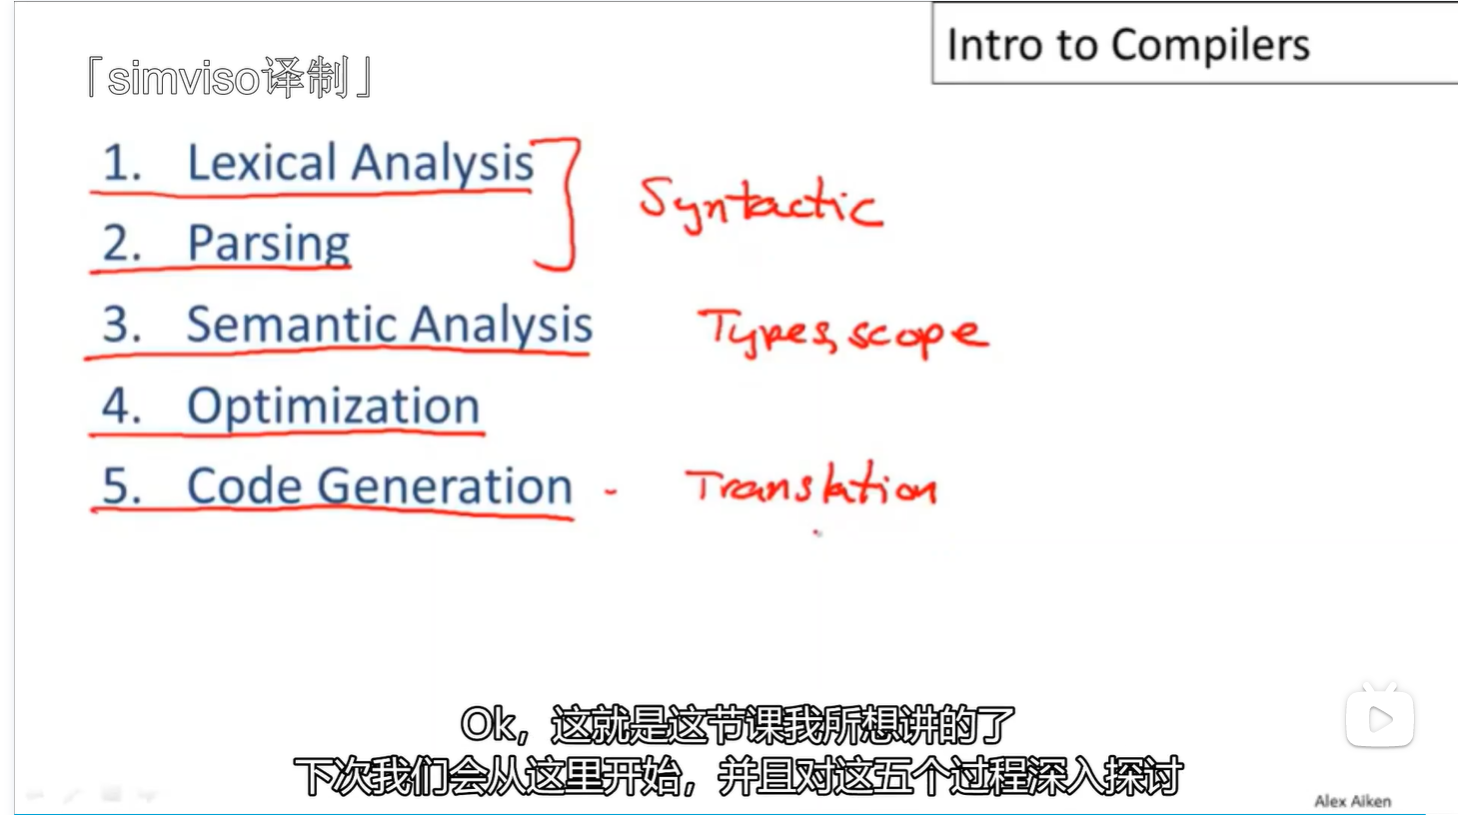 Intro to Compilers
「simviso译制」
1. Lexical Analysis
Syntactic
2. Parsing
3. Semantic Analysis Types, scope
4. Optimization
5. Code Generation - Translation
Ok，这就是这节课我所想讲的了
下次我们会从这里开始，并且对这五个过程深入探讨
Alex Aiken